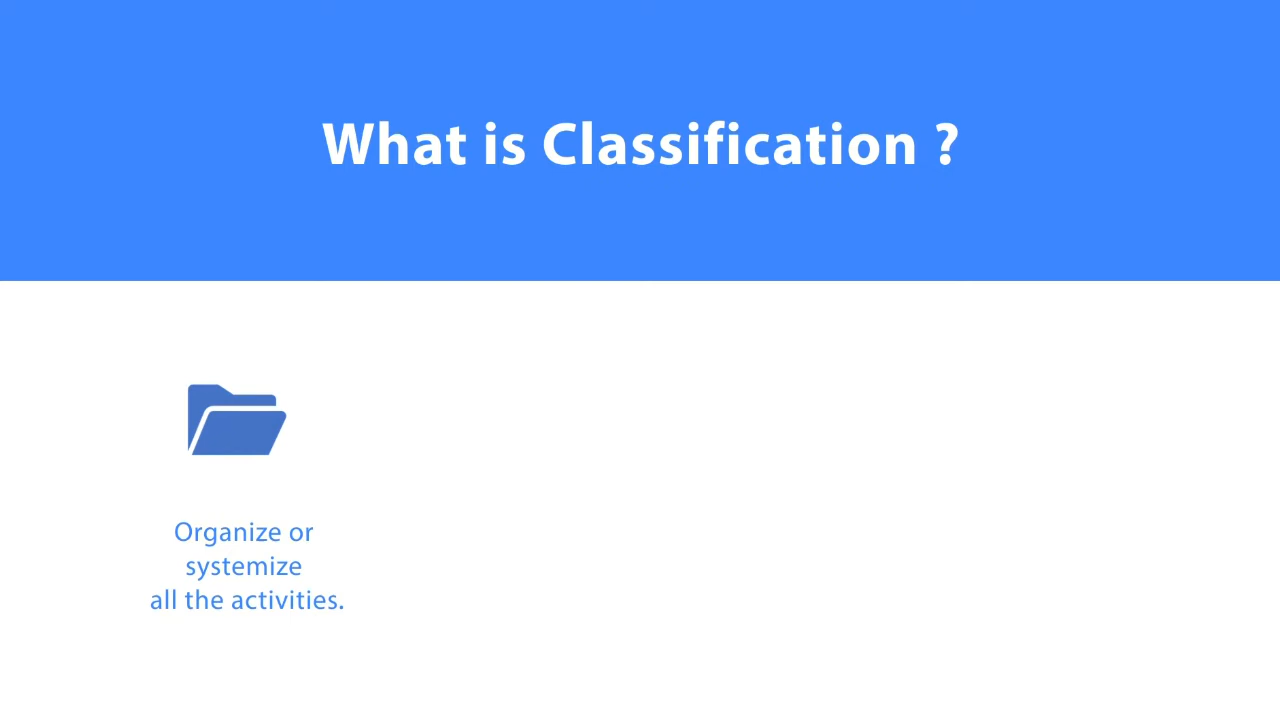 What is Classification ?
Organize or
systemize
all the activities.